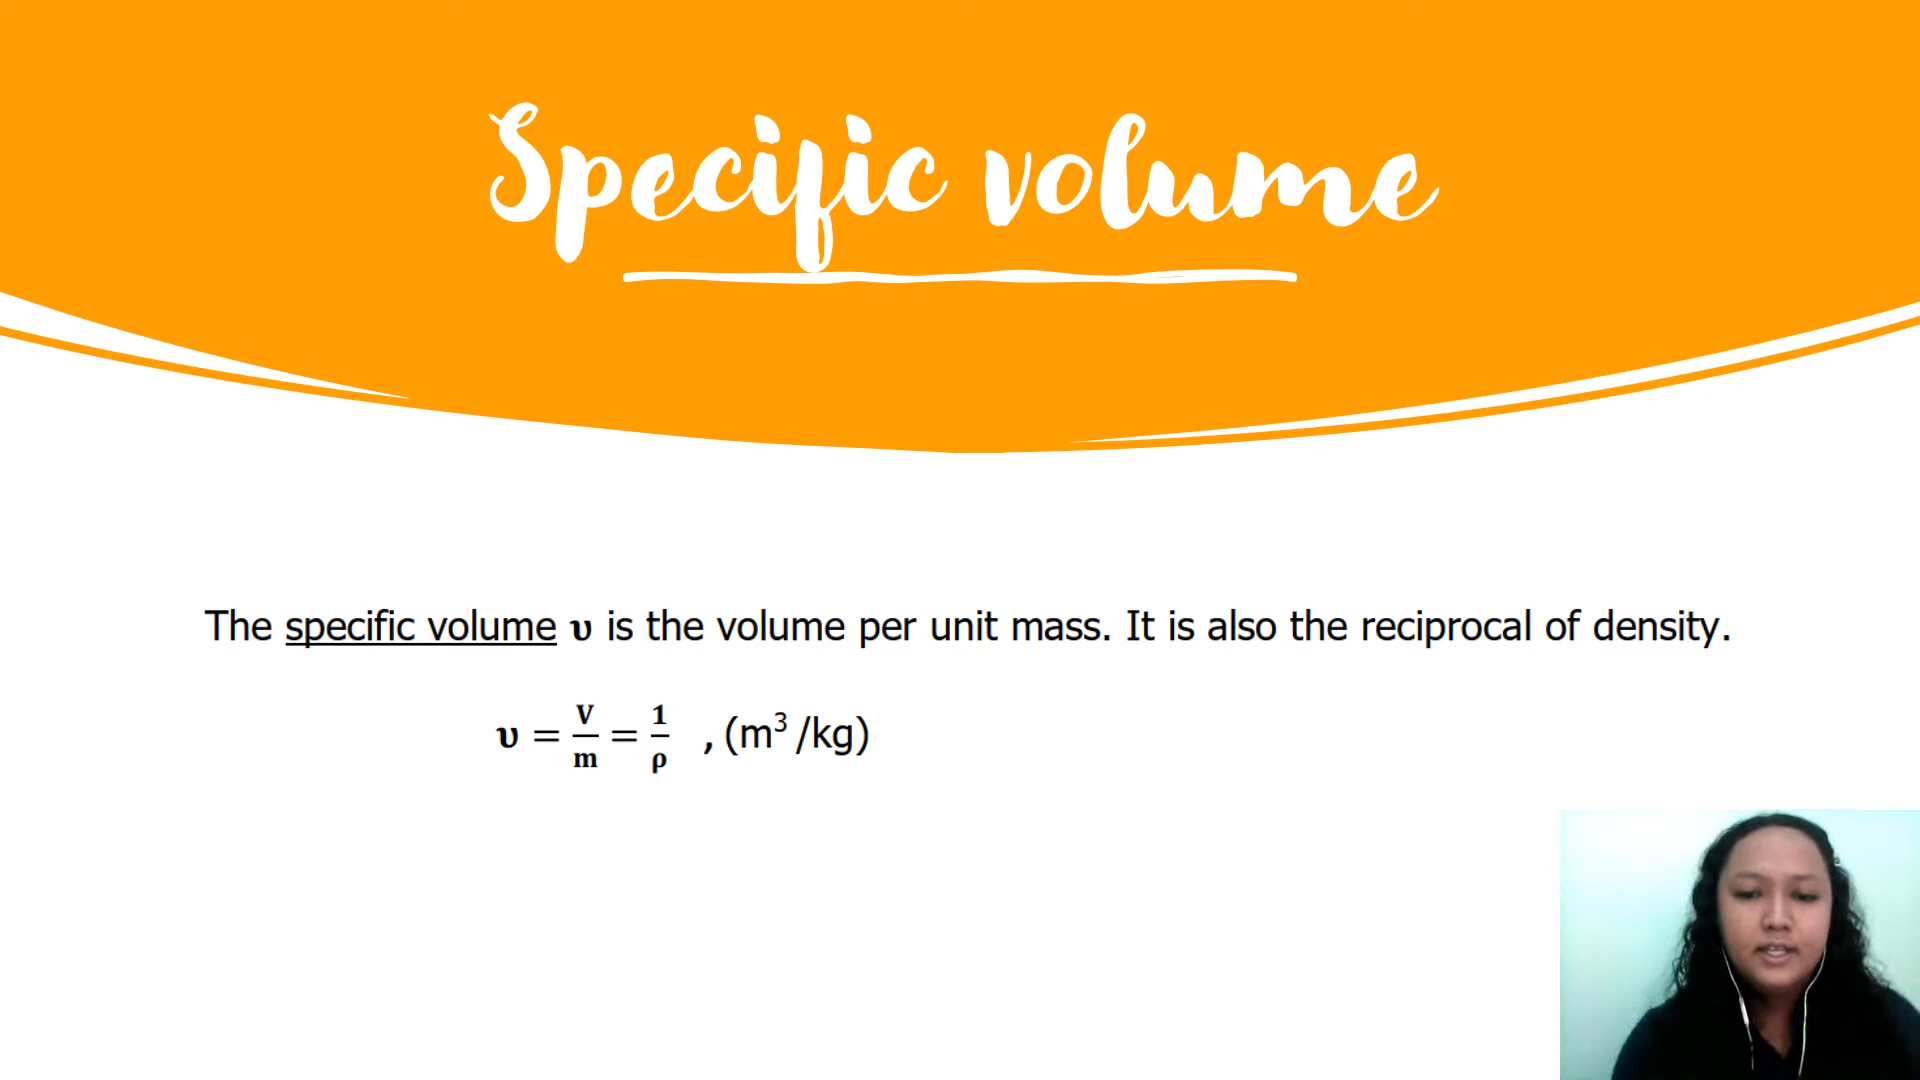 Specific volume
The specific volume υ is the volume per unit mass. It is also the reciprocal of density.
υ = V/m = 1/ρ , (m³ /kg)